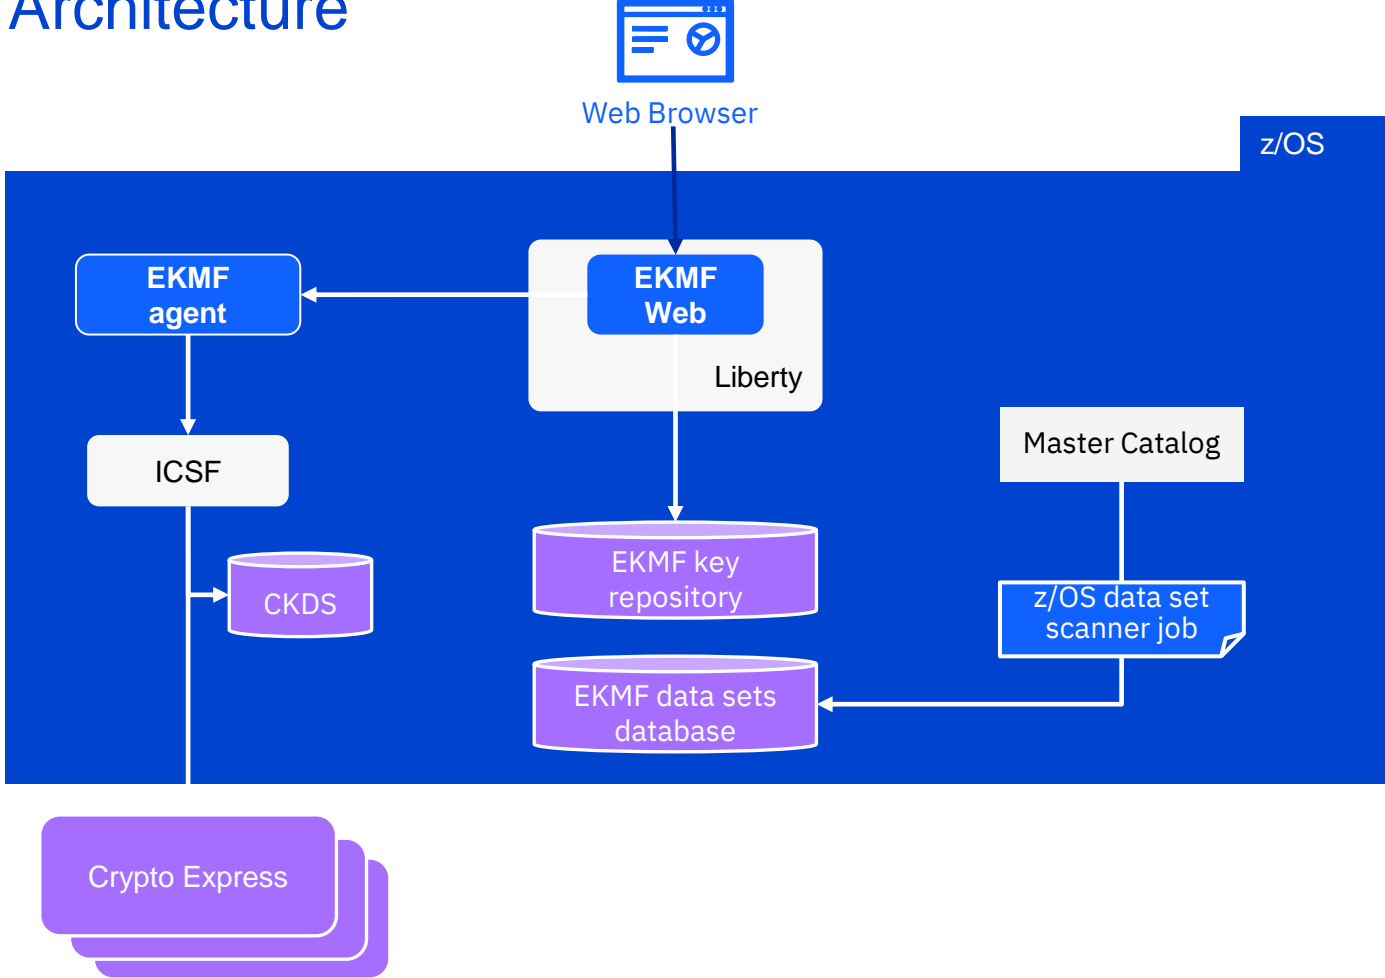 Architecture
Web Browser
z/OS
EKMF
agent
EKMF
Web
Liberty
Master Catalog
ICSF
EKMF key
repository
CKDS
z/OS data set
scanner job
EKMF data sets
database
Crypto Express